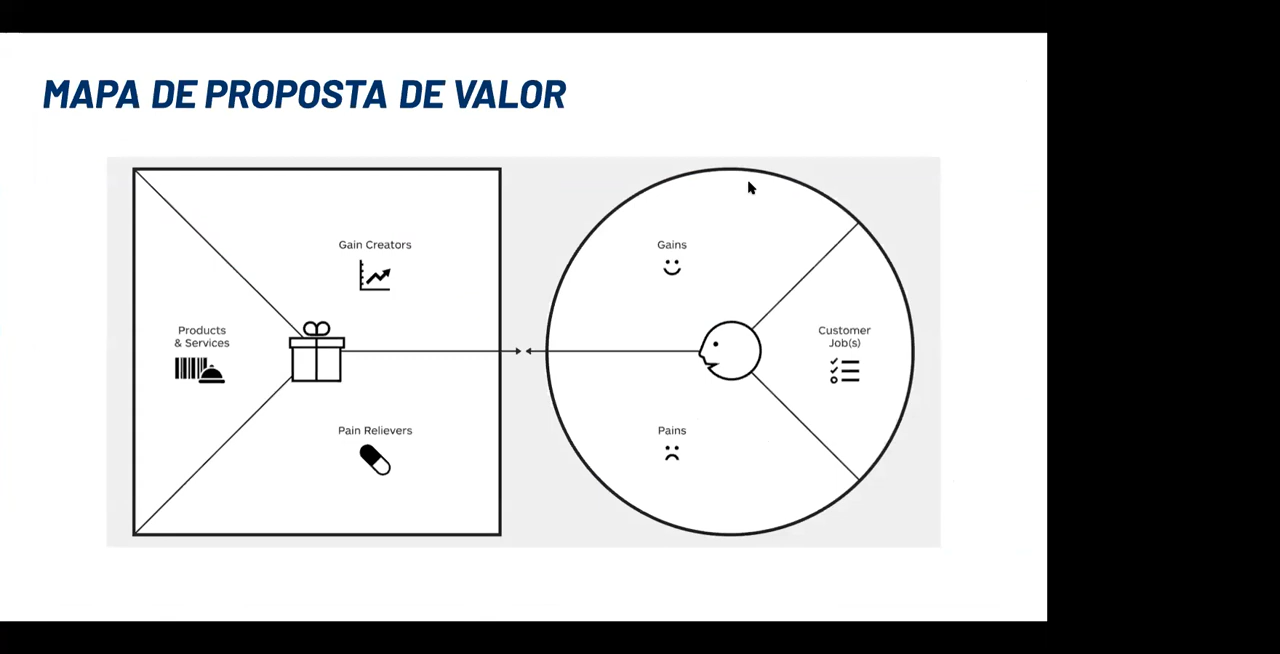 MAPA DE PROPOSTA DE VALOR
Gain Creators
Products
& Services
Pain Relievers
Gains
Customer
Job(s)
Pains